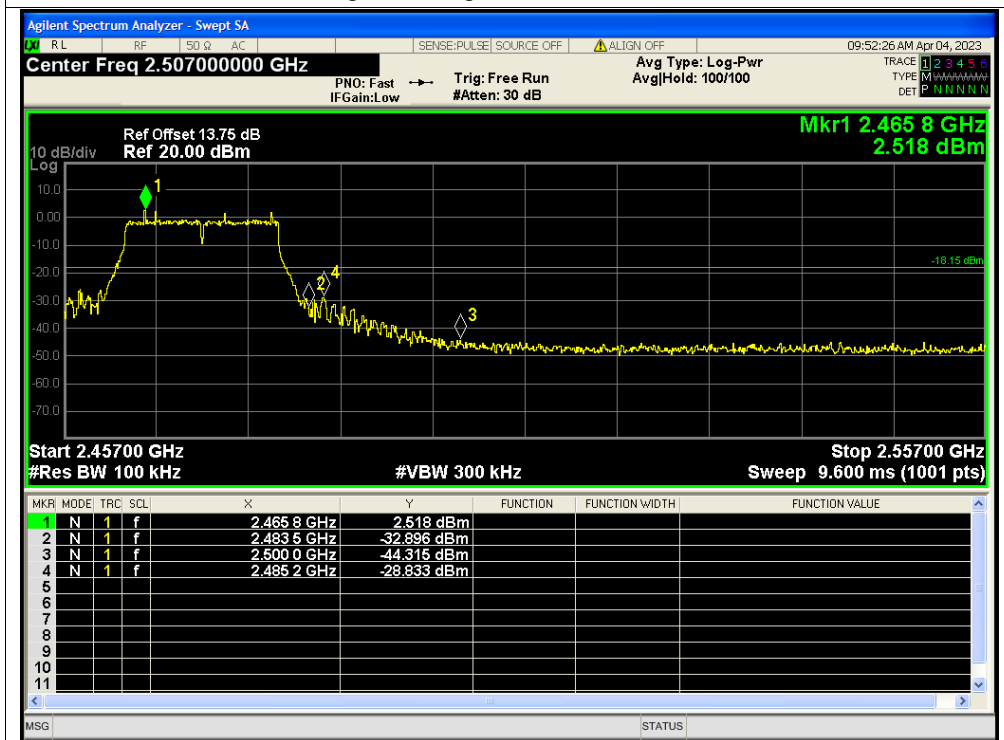 Agilent Spectrum Analyzer - Swept SA
LXI RL RF 50 Ω AC SENSE:PULSE SOURCE OFF ALIGN OFF 09:52:26 AM Apr 04, 2023
Center Freq 2.507000000 GHz
PNO: Fast
IFGain:Low
Trig: Free Run
#Atten: 30 dB
Avg Type: Log-Pwr
Avg|Hold: 100/100
TRACE 1 2 3 4 5 6
TYPE M
DET P N N N N N
Mkr1 2.465 8 GHz
2.518 dBm
Ref Offset 13.75 dB
10 dB/div Ref 20.00 dBm
Log
10.0
0.00
-10.0
-20.0
-30.0
-40.0
-50.0
-60.0
-70.0
1
2
4
3
-18.15 dBm
Start 2.45700 GHz Stop 2.55700 GHz
#Res BW 100 kHz #VBW 300 kHz Sweep 9.600 ms (1001 pts)
MKR MODE TRC SCL X Y FUNCTION FUNCTION WIDTH FUNCTION VALUE
1 N 1 f 2.465 8 GHz 2.518 dBm
2 N 1 f 2.483 5 GHz -32.896 dBm
3 N 1 f 2.500 0 GHz -44.315 dBm
4 N 1 f 2.485 2 GHz -28.833 dBm
5
6
7
8
9
10
11
MSG STATUS